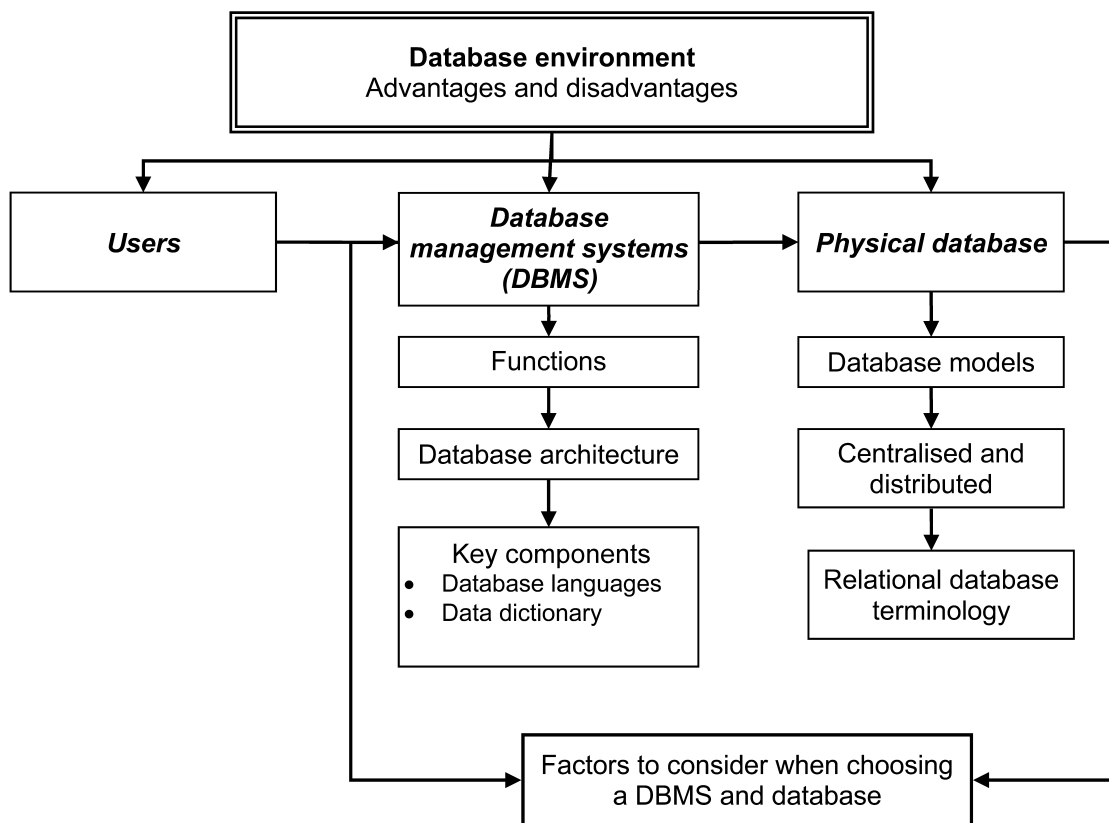 Database environment
Advantages and disadvantages
Users
Database
management systems
(DBMS)
Physical database
Functions
Database models
Database architecture
Centralised and
distributed
Key components
• Database languages
• Data dictionary
Relational database
terminology
Factors to consider when choosing
a DBMS and database